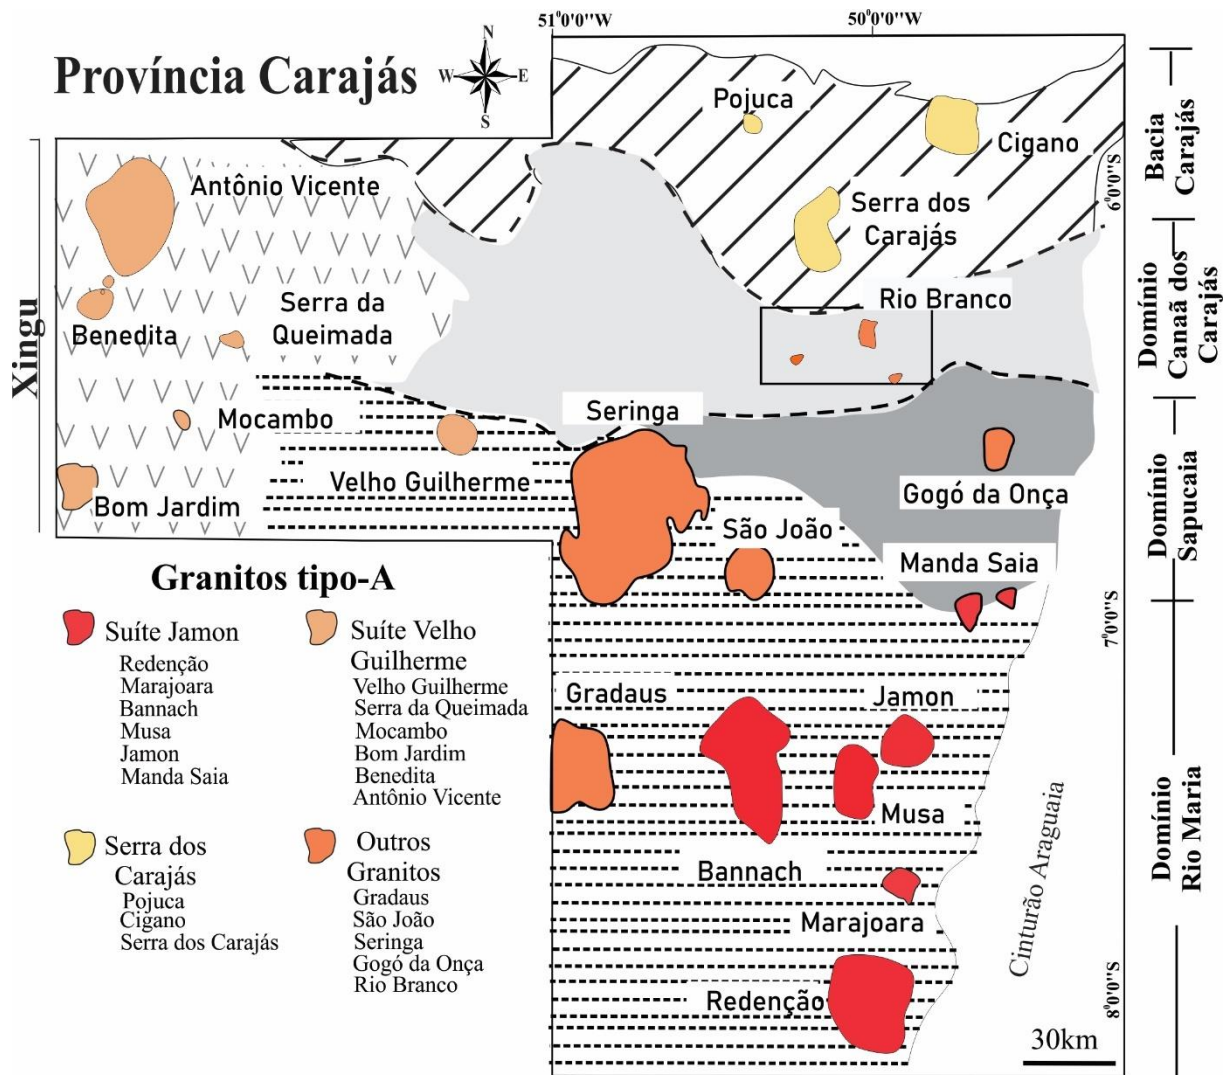 51°0'0"W
50°0'0"W
Província Carajás
N
W
E
S
Pojuca
Cigano
Bacia
Carajás
6°0'0"S
Antônio Vicente
Serra dos
Carajás
Xingu
Benedita
Serra da
Queimada
Rio Branco
Domínio
Canaã dos
Carajás
Mocambo
Seringa
Bom Jardim
Velho Guilherme
Gogó da Onça
São João
Manda Saia
Domínio
Sapucaia
7°0'0"S
Granitos tipo-A
Suíte Jamon
Redenção
Marajoara
Bannach
Musa
Jamon
Manda Saia
Suíte Velho
Guilherme
Velho Guilherme
Serra da Queimada
Mocambo
Bom Jardim
Benedita
Antônio Vicente
Serra dos
Carajás
Pojuca
Cigano
Serra dos Carajás
Outros
Granitos
Gradaus
São João
Seringa
Gogó da Onça
Rio Branco
Gradaus
Jamon
Musa
Bannach
Marajoara
Redenção
Cinturão Araguaia
Domínio
Rio Maria
8°0'0"S
30km